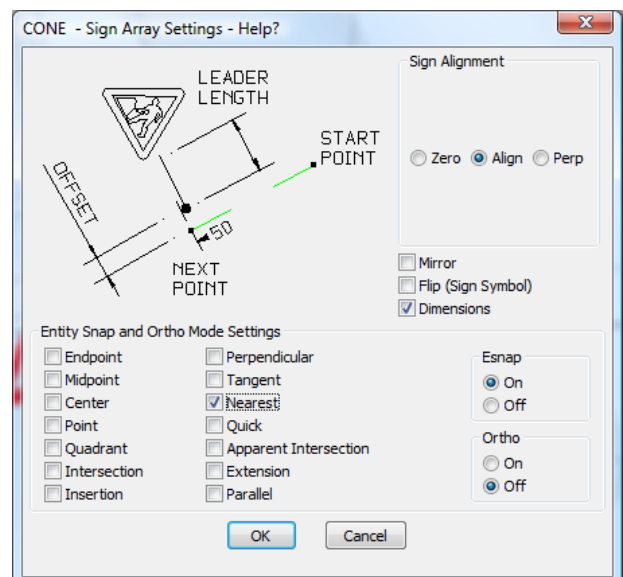 CONE - Sign Array Settings - Help?
LEADER
LENGTH
START
POINT
OFFSET
50
NEXT
POINT
Sign Alignment
Zero
Align
Perp
Mirror
Flip (Sign Symbol)
Dimensions
Entity Snap and Ortho Mode Settings
Endpoint
Midpoint
Center
Point
Quadrant
Intersection
Insertion
Perpendicular
Tangent
Nearest
Quick
Apparent Intersection
Extension
Parallel
Esnap
On
Off
Ortho
On
Off
OK
Cancel